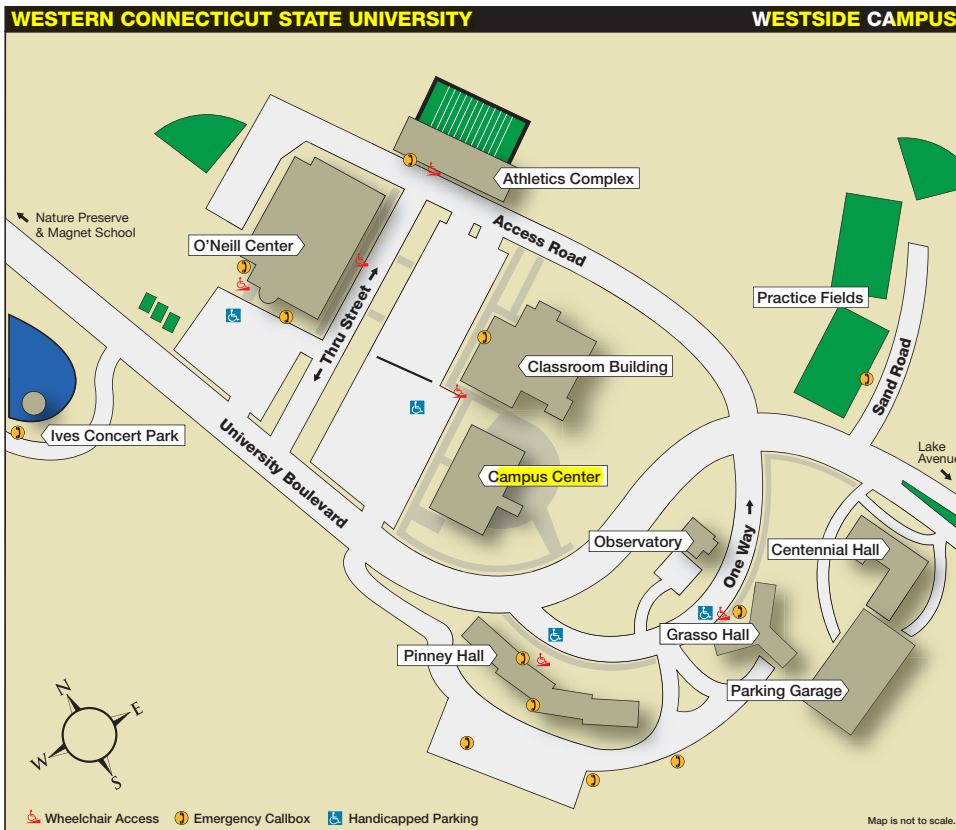 WESTERN CONNECTICUT STATE UNIVERSITY
WESTSIDE CAMPUS
Athletics Complex
Nature Preserve
& Magnet School
O'Neill Center
Access Road
Practice Fields
Thru Street
Classroom Building
Sand Road
Ives Concert Park
Lake
Avenue
University Boulevard
Campus Center
Observatory
One Way
Centennial Hall
Grasso Hall
Pinney Hall
Parking Garage
N
E
W
S
Wheelchair Access
Emergency Callbox
Handicapped Parking
Map is not to scale.